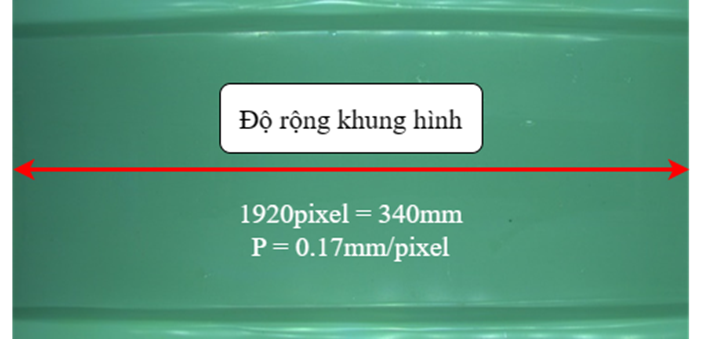 Độ rộng khung hình
1920pixel = 340mm
P = 0.17mm/pixel